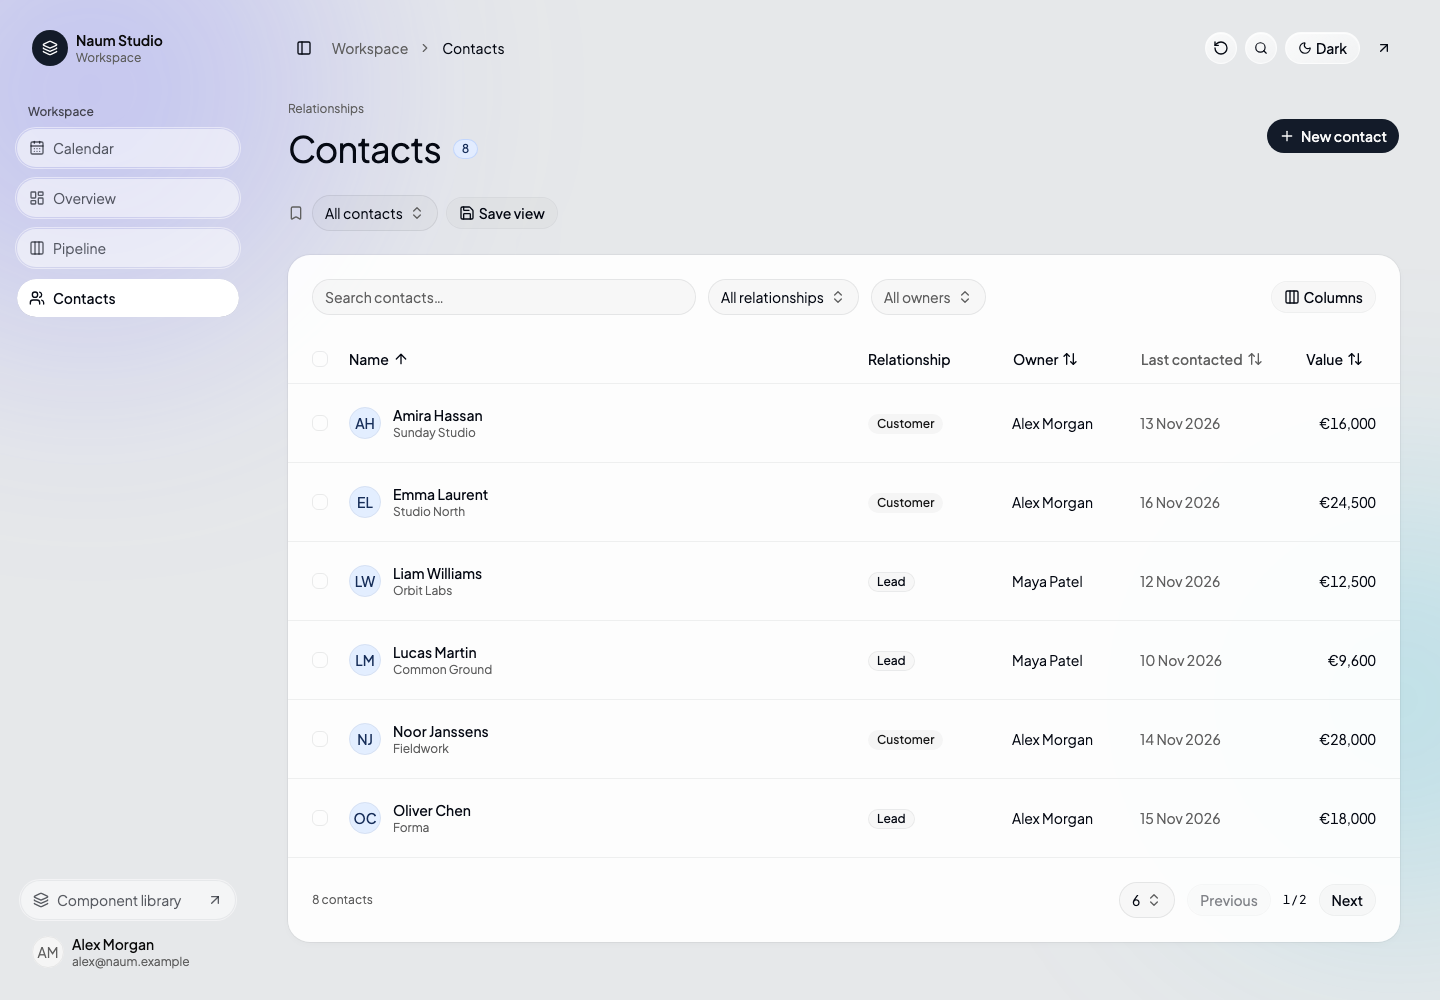 Naum Studio
Workspace
Workspace
Calendar
Overview
Pipeline
Contacts
Component library
AM
Alex Morgan
alex@naum.example
Workspace > Contacts
Dark
Relationships
Contacts 8
New contact
All contacts
Save view
Search contacts...
All relationships
All owners
Columns
Name Relationship Owner Last contacted Value
AH Amira Hassan Customer Alex Morgan 13 Nov 2026 €16,000
Sunday Studio
EL Emma Laurent Customer Alex Morgan 16 Nov 2026 €24,500
Studio North
LW Liam Williams Lead Maya Patel 12 Nov 2026 €12,500
Orbit Labs
LM Lucas Martin Lead Maya Patel 10 Nov 2026 €9,600
Common Ground
NJ Noor Janssens Customer Alex Morgan 14 Nov 2026 €28,000
Fieldwork
OC Oliver Chen Lead Alex Morgan 15 Nov 2026 €18,000
Forma
8 contacts 6 Previous 1/2 Next